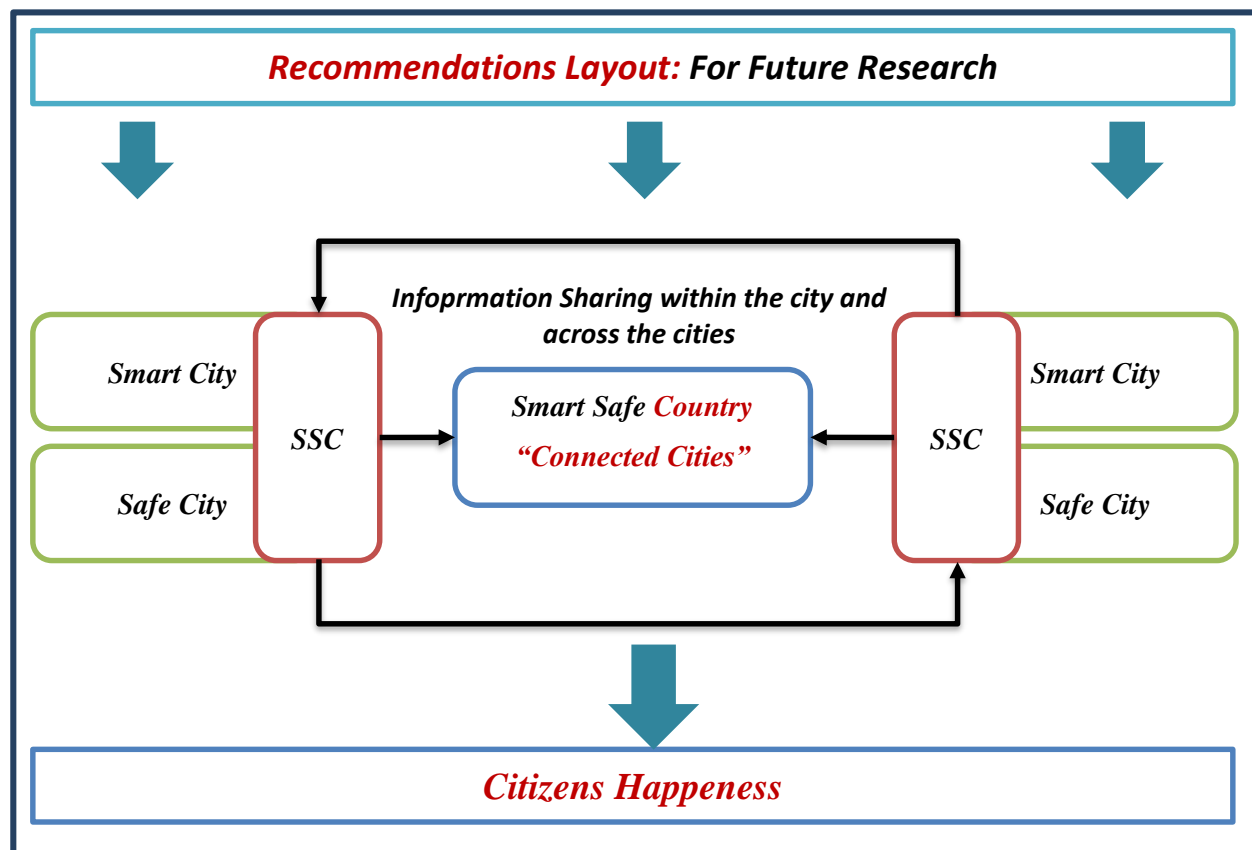 Recommendations Layout: For Future Research
Infoprmation Sharing within the city and
across the cities
Smart City
Safe City
SSC
Smart Safe Country
“Connected Cities”
SSC
Smart City
Safe City
Citizens Happeness